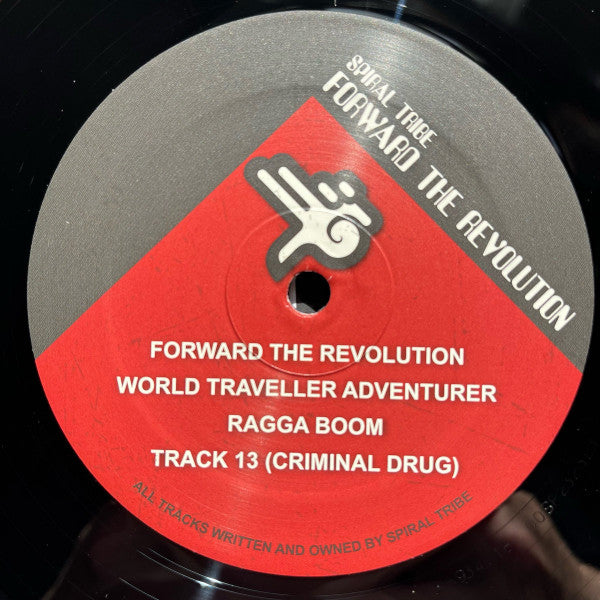 SPIRAL TRIBE
FORWARD THE REVOLUTION
FORWARD THE REVOLUTION
WORLD TRAVELLER ADVENTURER
RAGGA BOOM
TRACK 13 (CRIMINAL DRUG)
ALL TRACKS WRITTEN AND OWNED BY SPIRAL TRIBE